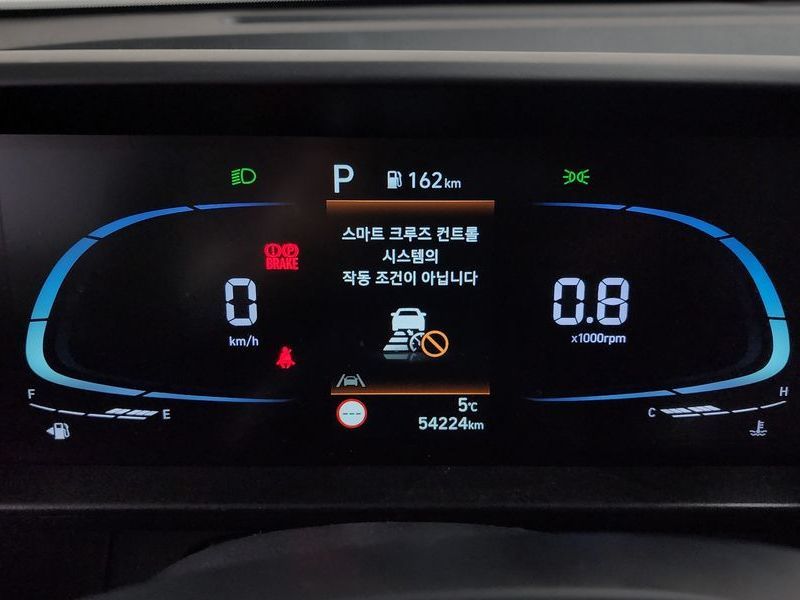 P 162km
스마트 크루즈 컨트롤
시스템의
작동 조건이 아닙니다
(!) (P)
BRAKE
0
km/h
0.8
x1000rpm
F
E
---
5℃
54224km
C
H